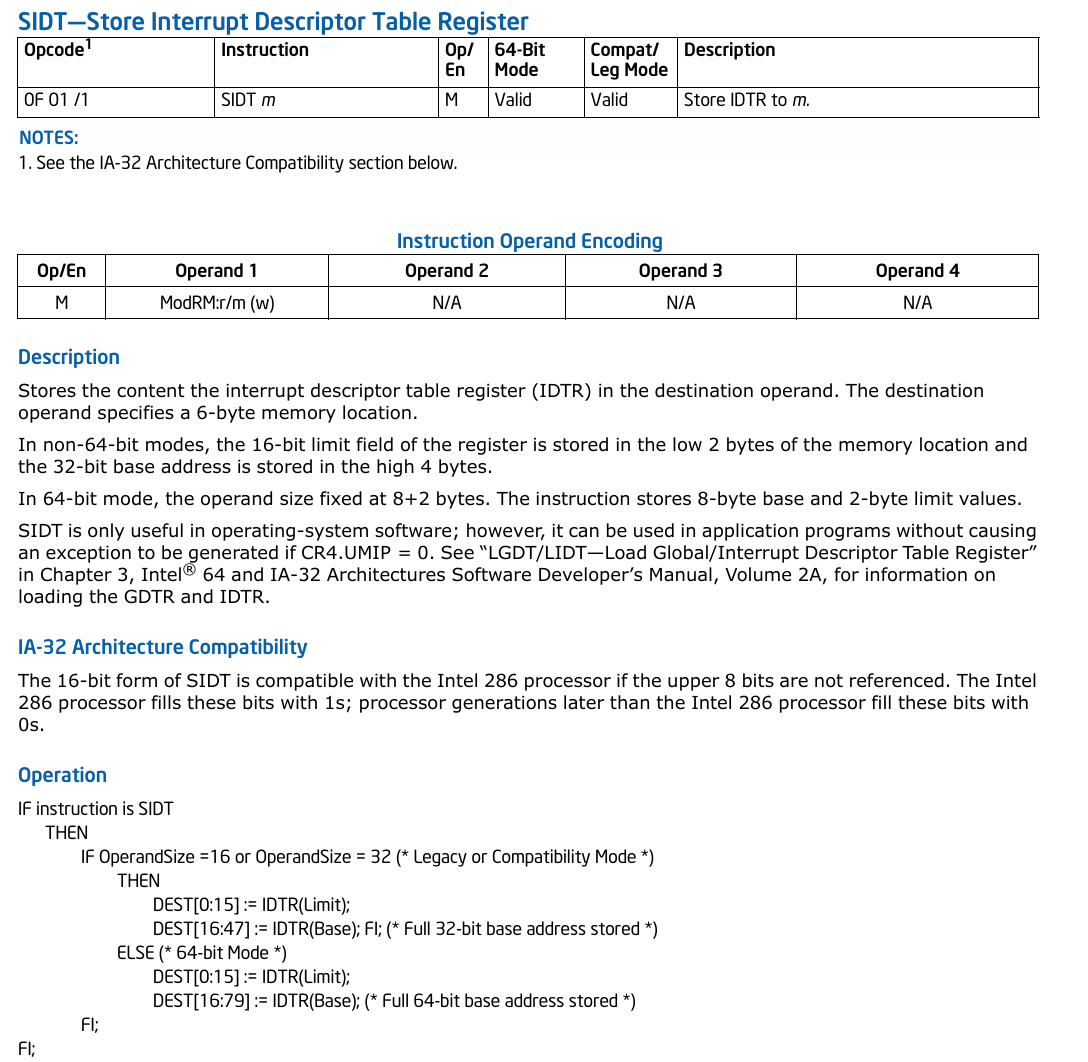 SIDT—Store Interrupt Descriptor Table Register
Opcode1 Instruction Op/ En 64-Bit Mode Compat/ Leg Mode Description
0F 01 /1 SIDT m M Valid Valid Store IDTR to m.
NOTES:
1. See the IA-32 Architecture Compatibility section below.
Instruction Operand Encoding
Op/En Operand 1 Operand 2 Operand 3 Operand 4
M ModRM:r/m (w) N/A N/A N/A
Description
Stores the content the interrupt descriptor table register (IDTR) in the destination operand. The destination
operand specifies a 6-byte memory location.
In non-64-bit modes, the 16-bit limit field of the register is stored in the low 2 bytes of the memory location and
the 32-bit base address is stored in the high 4 bytes.
In 64-bit mode, the operand size fixed at 8+2 bytes. The instruction stores 8-byte base and 2-byte limit values.
SIDT is only useful in operating-system software; however, it can be used in application programs without causing
an exception to be generated if CR4.UMIP = 0. See “LGDT/LIDT—Load Global/Interrupt Descriptor Table Register”
in Chapter 3, Intel® 64 and IA-32 Architectures Software Developer’s Manual, Volume 2A, for information on
loading the GDTR and IDTR.
IA-32 Architecture Compatibility
The 16-bit form of SIDT is compatible with the Intel 286 processor if the upper 8 bits are not referenced. The Intel
286 processor fills these bits with 1s; processor generations later than the Intel 286 processor fill these bits with
0s.
Operation
IF instruction is SIDT
THEN
IF OperandSize =16 or OperandSize = 32 (* Legacy or Compatibility Mode *)
THEN
DEST[0:15] := IDTR(Limit);
DEST[16:47] := IDTR(Base); FI; (* Full 32-bit base address stored *)
ELSE (* 64-bit Mode *)
DEST[0:15] := IDTR(Limit);
DEST[16:79] := IDTR(Base); (* Full 64-bit base address stored *)
FI;
FI;